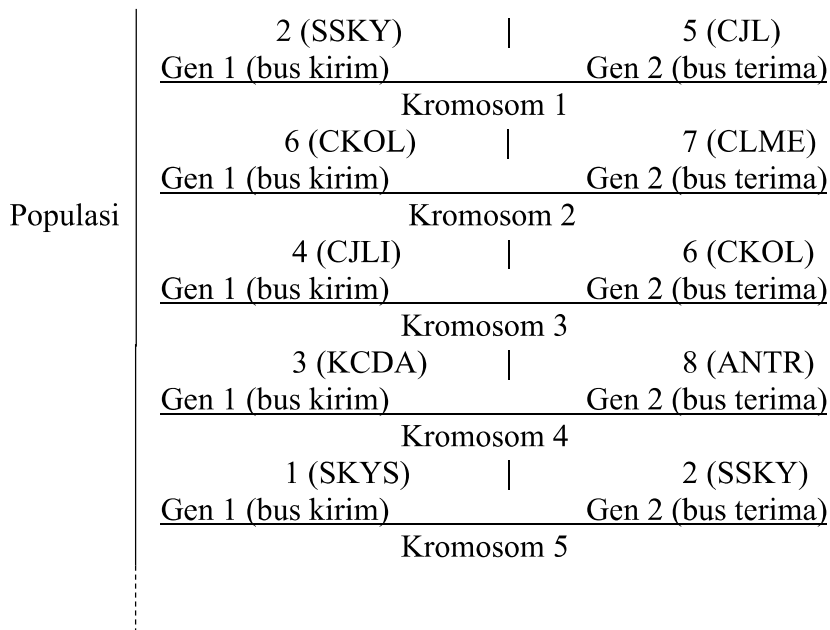 2 (SSKY) | 5 (CJL)
Gen 1 (bus kirim) Gen 2 (bus terima)
Kromosom 1
6 (CKOL) | 7 (CLME)
Gen 1 (bus kirim) Gen 2 (bus terima)
Populasi Kromosom 2
4 (CJLI) | 6 (CKOL)
Gen 1 (bus kirim) Gen 2 (bus terima)
Kromosom 3
3 (KCDA) | 8 (ANTR)
Gen 1 (bus kirim) Gen 2 (bus terima)
Kromosom 4
1 (SKYS) | 2 (SSKY)
Gen 1 (bus kirim) Gen 2 (bus terima)
Kromosom 5